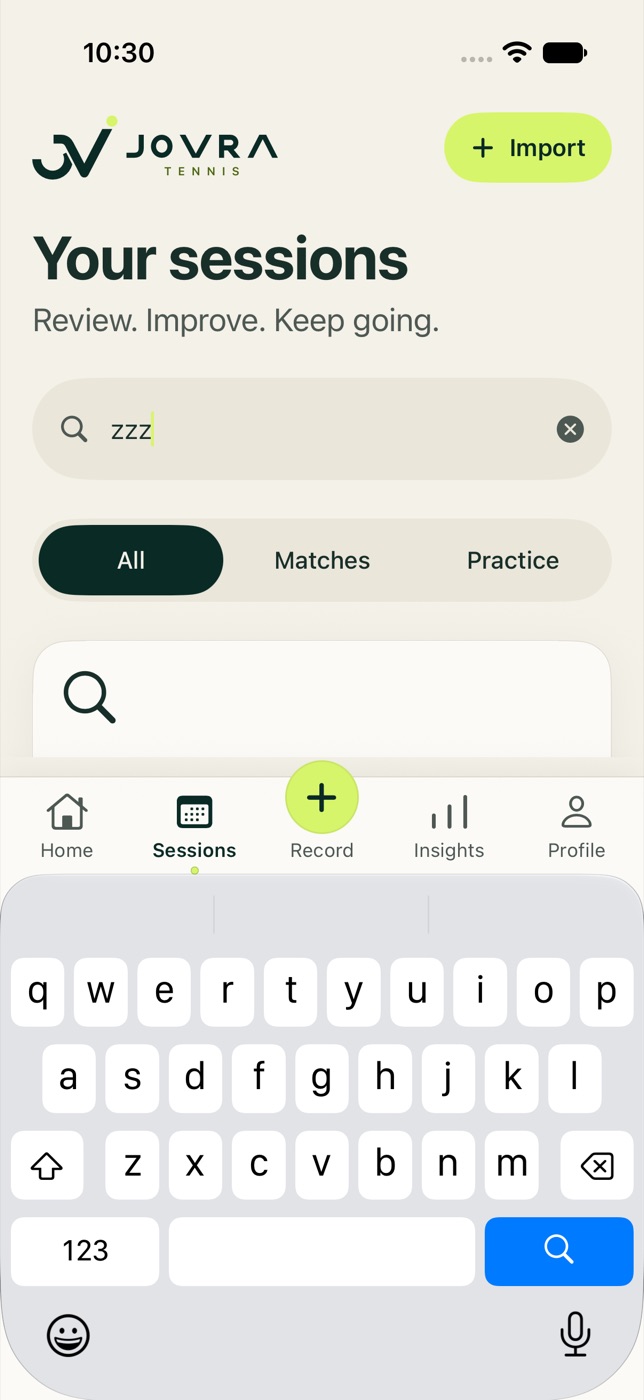 10:30
JOVRA
TENNIS
+ Import
Your sessions
Review. Improve. Keep going.
zzz
All Matches Practice
Home Sessions Record Insights Profile
q w e r t y u i o p
a s d f g h j k l
z x c v b n m
123